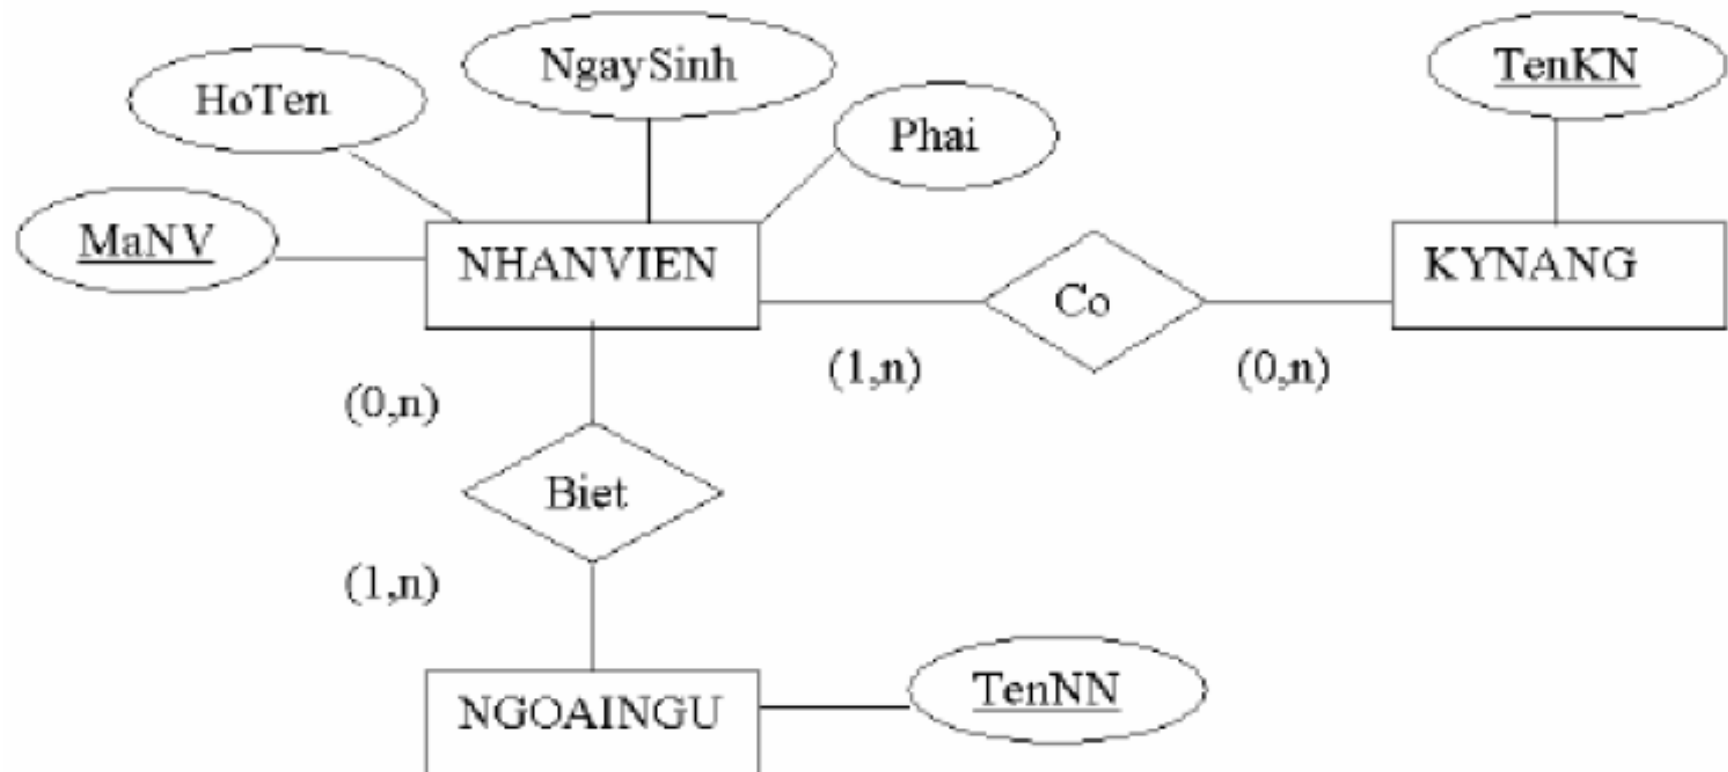 NgaySinh
TenKN
HoTen
Phai
MaNV
NHANVIEN
KYNANG
Co
(1,n)
(0,n)
(0,n)
Biet
(1,n)
TenNN
NGOAINGU